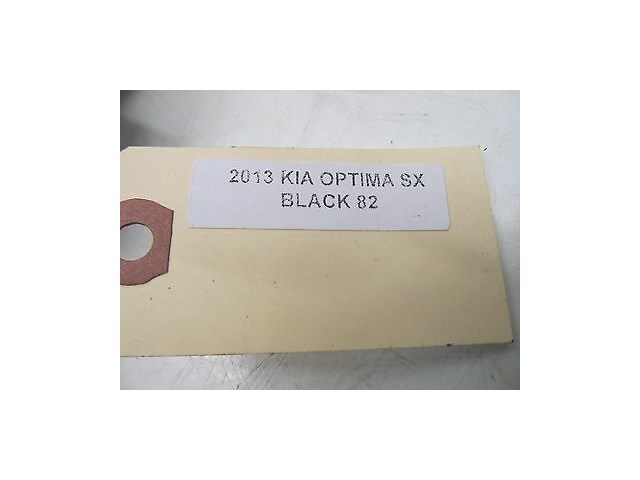 2013 KIA OPTIMA SX
BLACK 82